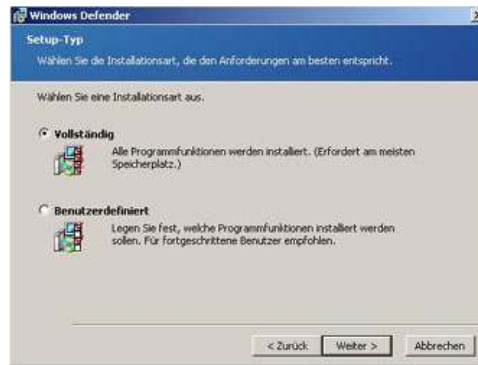 Windows Defender
Setup-Typ
Wählen Sie die Installationsart, die den Anforderungen am besten entspricht.
Wählen Sie eine Installationsart aus.
Vollständig
Alle Programmfunktionen werden installiert. (Erfordert am meisten
Speicherplatz.)
Benutzerdefiniert
Legen Sie fest, welche Programmfunktionen installiert werden
sollen. Für fortgeschrittene Benutzer empfohlen.
< Zurück
Weiter >
Abbrechen